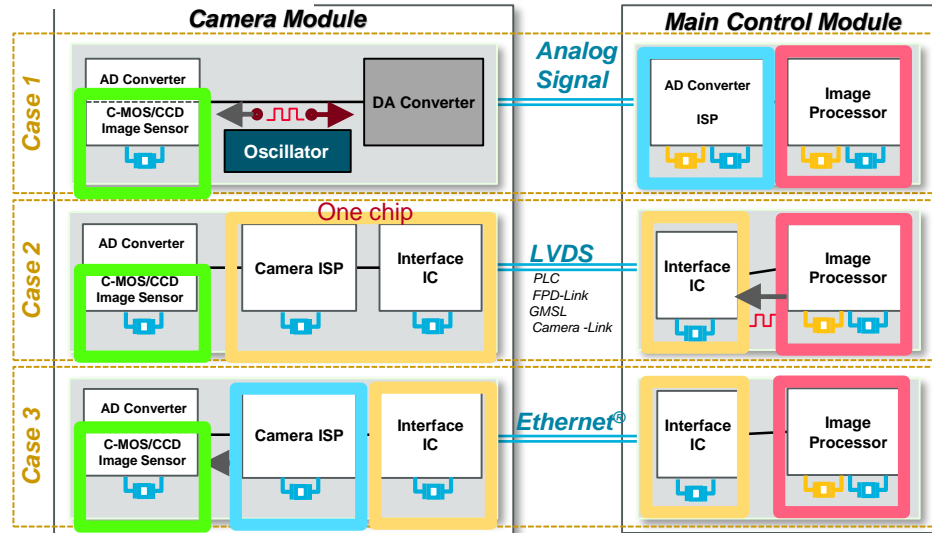 Camera Module
Main Control Module
Case 1
AD Converter
C-MOS/CCD
Image Sensor
Oscillator
DA Converter
Analog
Signal
AD Converter
ISP
Image
Processor
Case 2
One chip
AD Converter
C-MOS/CCD
Image Sensor
Camera ISP
Interface
IC
LVDS
PLC
FPD-Link
GMSL
Camera -Link
Interface
IC
Image
Processor
Case 3
AD Converter
C-MOS/CCD
Image Sensor
Camera ISP
Interface
IC
Ethernet®
Interface
IC
Image
Processor